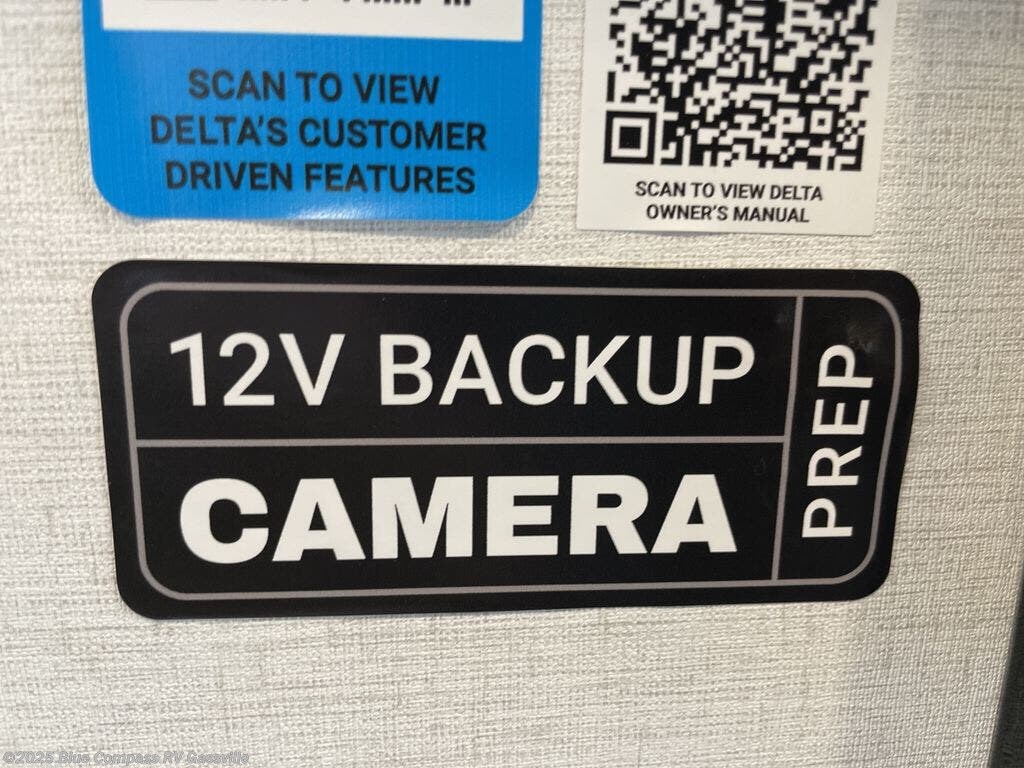 SCAN TO VIEW
DELTA'S CUSTOMER
DRIVEN FEATURES
SCAN TO VIEW DELTA
OWNER'S MANUAL
12V BACKUP
CAMERA
PREP
©2025 Blue Compass RV Gassville